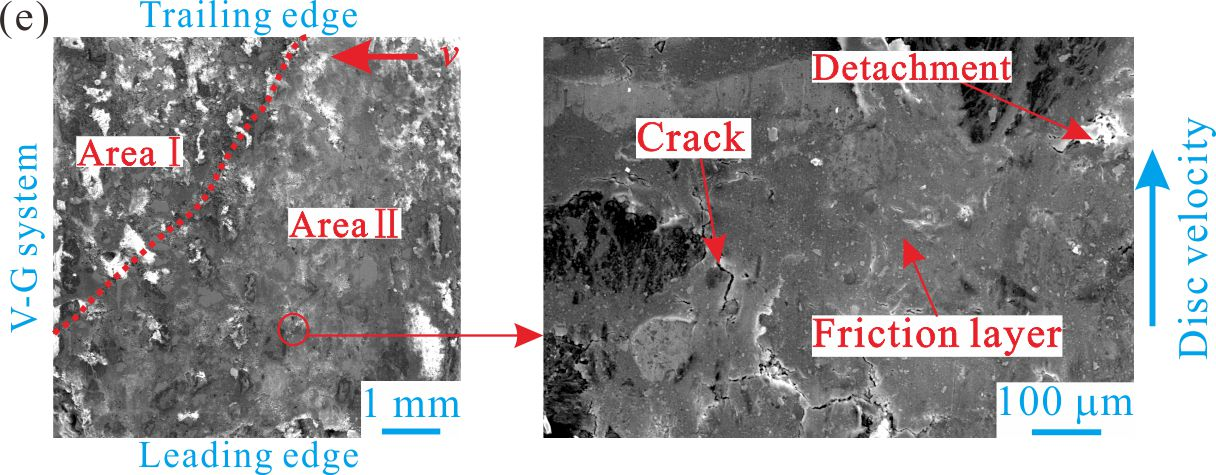 (e)
Trailing edge
ν
Area Ⅰ
Area Ⅱ
V-G system
1 mm
Leading edge
Detachment
Crack
Friction layer
100 μm
Disc velocity